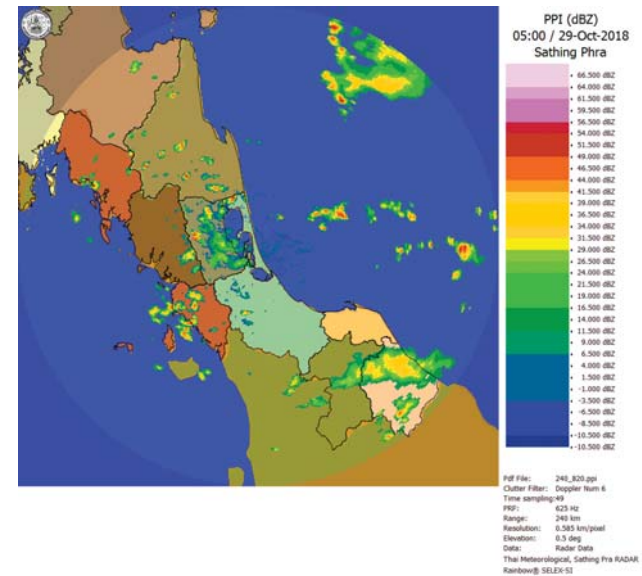 PPI (dBZ)
05:00 / 29-Oct-2018
Sathing Phra
66.500 dBZ
64.000 dBZ
61.500 dBZ
59.500 dBZ
56.500 dBZ
54.000 dBZ
51.500 dBZ
49.000 dBZ
46.500 dBZ
44.000 dBZ
41.500 dBZ
39.000 dBZ
36.500 dBZ
34.000 dBZ
31.500 dBZ
29.000 dBZ
26.500 dBZ
24.000 dBZ
21.500 dBZ
16.500 dBZ
14.000 dBZ
11.500 dBZ
9.000 dBZ
6.500 dBZ
4.000 dBZ
1.500 dBZ
-1.000 dBZ
-3.500 dBZ
-6.500 dBZ
-8.500 dBZ
-10.500 dBZ
-10.500 dBZ
Pdf File: 240_820.ppi
Clutter Filter: Doppler Num 6
Time sampling:49
PRF: 625 Hz
Range: 240 km
Resolution: 0.585 km/pixel
Elevation: 0.5 deg
Data: Radar Data
Thai Meteorological, Sathing Pra RADAR
Rainbow® SELEX-SI